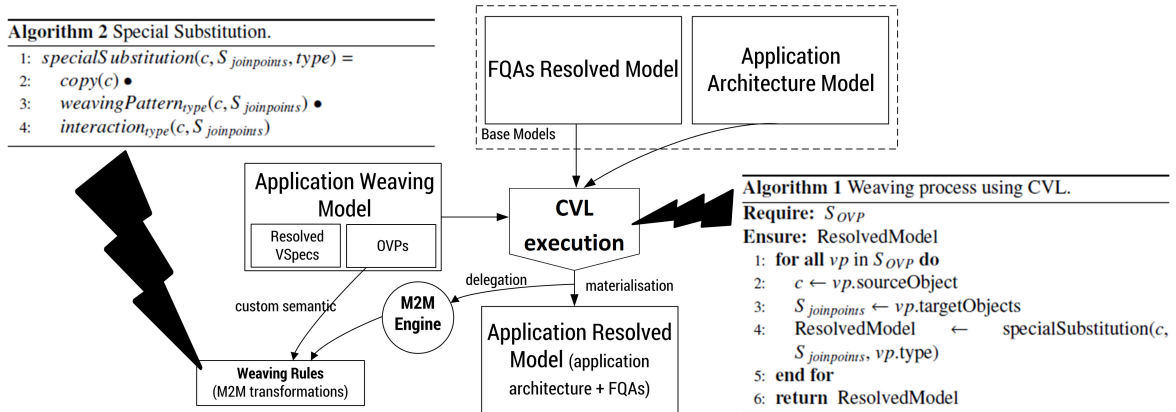 Algorithm 2 Special Substitution.
1: specialSubstitution(c, S joinpoints, type) =
2: copy(c) •
3: weavingPattern type(c, S joinpoints) •
4: interaction type(c, S joinpoints)
FQAs Resolved Model
Application
Architecture Model
Base Models
Application Weaving
Model
Resolved
VSpecs
OVPs
CVL
execution
Algorithm 1 Weaving process using CVL.
Require: S OVP
Ensure: ResolvedModel
1: for all vp in S OVP do
2: c ← vp.sourceObject
3: S joinpoints ← vp.targetObjects
4: ResolvedModel ← specialSubstitution(c,
S joinpoints, vp.type)
5: end for
6: return ResolvedModel
delegation
materialisation
custom semantic
M2M
Engine
Application Resolved
Model (application
architecture + FQAs)
Weaving Rules
(M2M transformations)